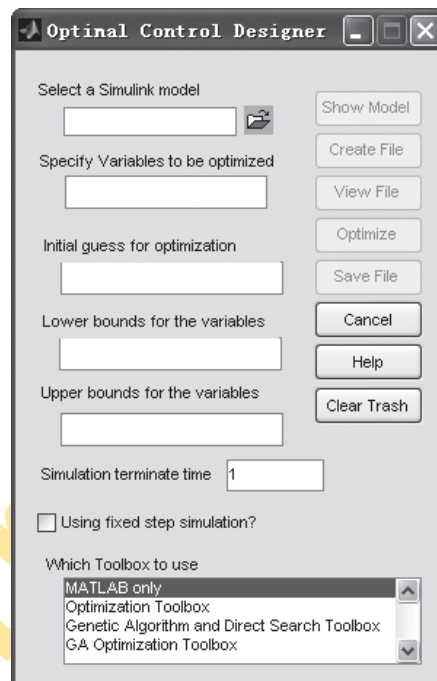 Optimal Control Designer
Select a Simulink model
Show Model
Create File
Specify Variables to be optimized
View File
Optimize
Initial guess for optimization
Save File
Lower bounds for the variables
Cancel
Help
Upper bounds for the variables
Clear Trash
Simulation terminate time 1
Using fixed step simulation?
Which Toolbox to use
MATLAB only
Optimization Toolbox
Genetic Algorithm and Direct Search Toolbox
GA Optimization Toolbox